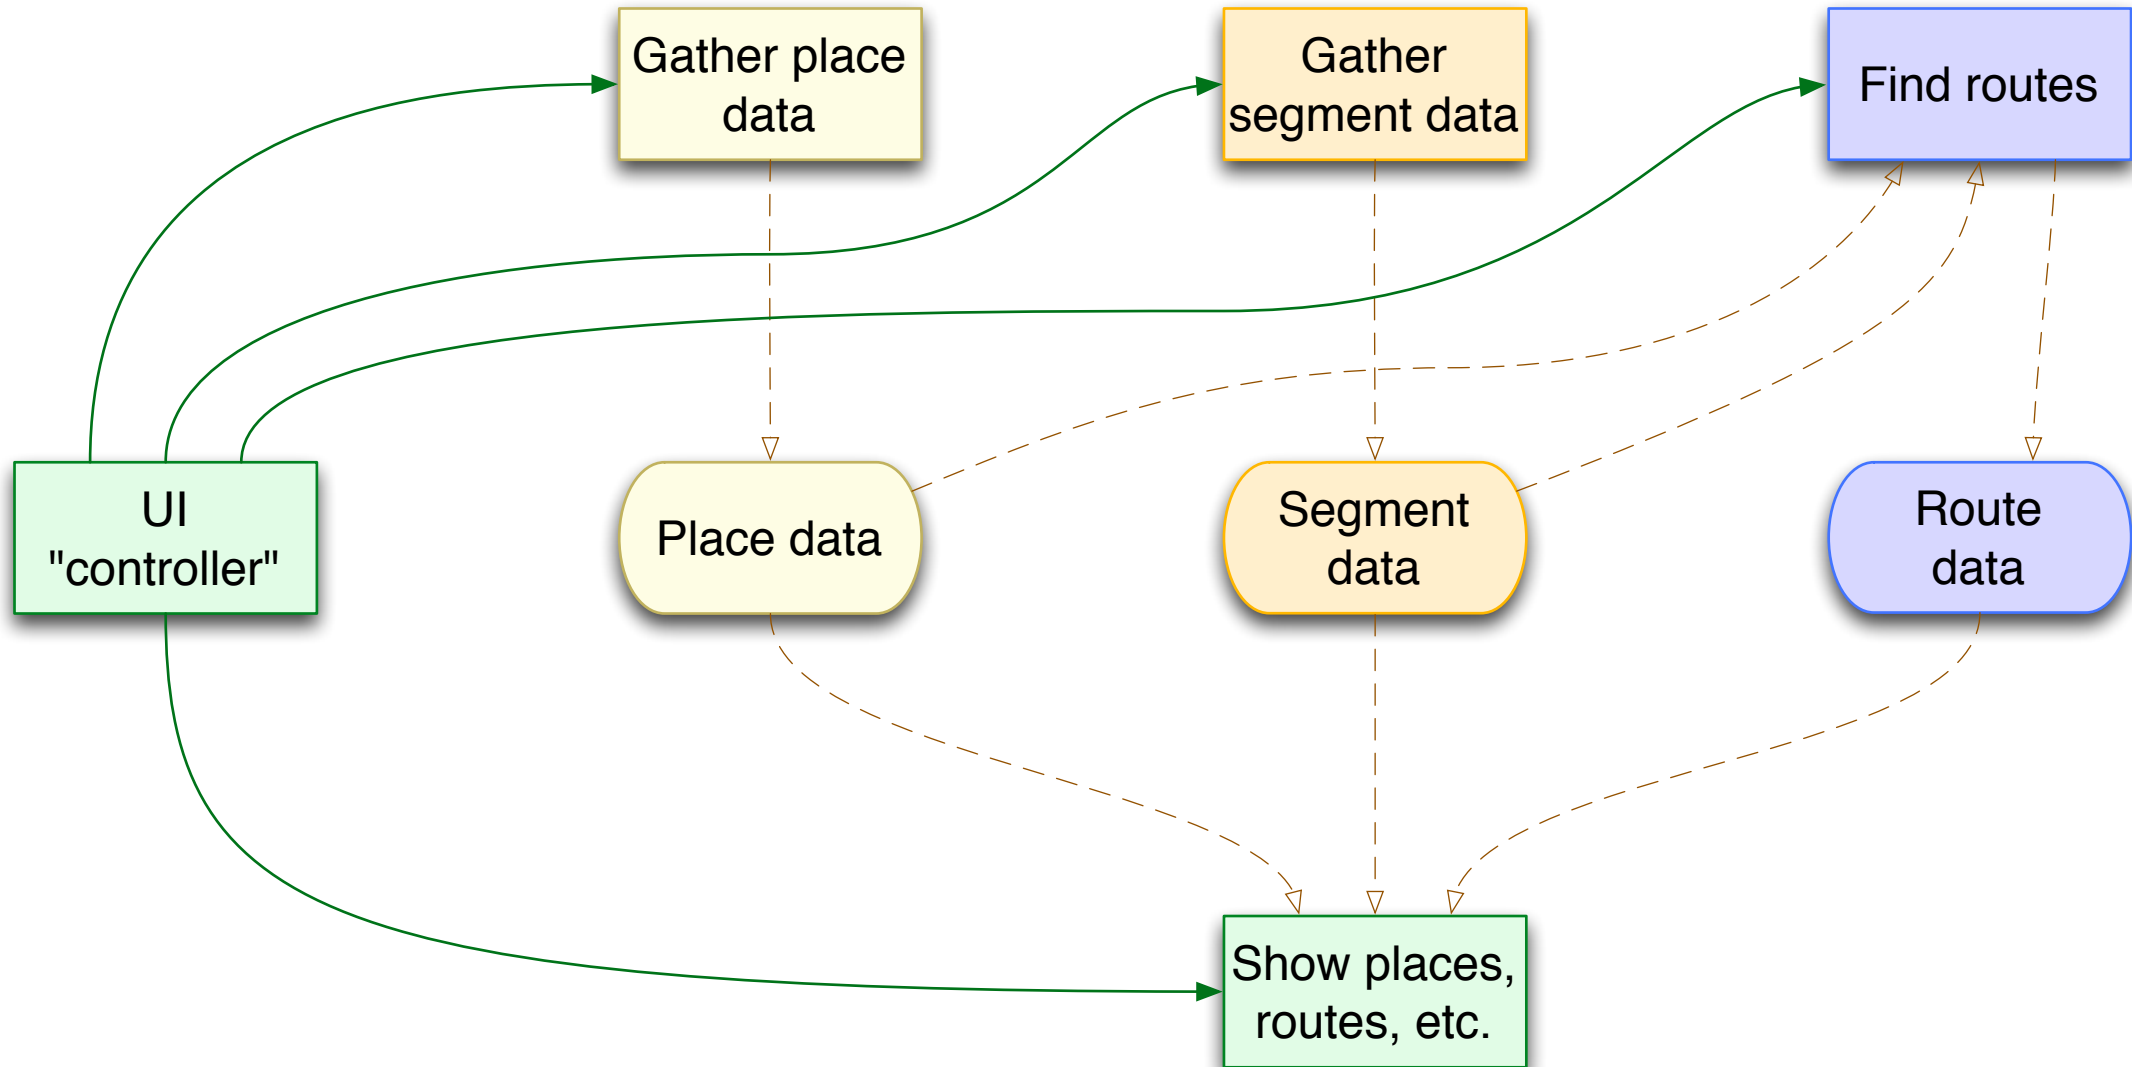 Gather place
data
Gather
segment data
Find routes
UI
"controller"
Place data
Segment
data
Route
data
Show places,
routes, etc.